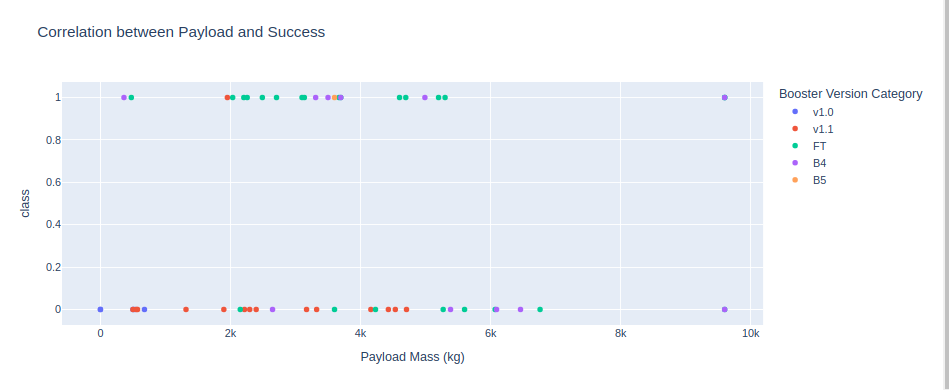 Correlation between Payload and Success
Booster Version Category
v1.0
v1.1
FT
B4
B5
class
1
0.8
0.6
0.4
0.2
0
0 2k 4k 6k 8k 10k
Payload Mass (kg)